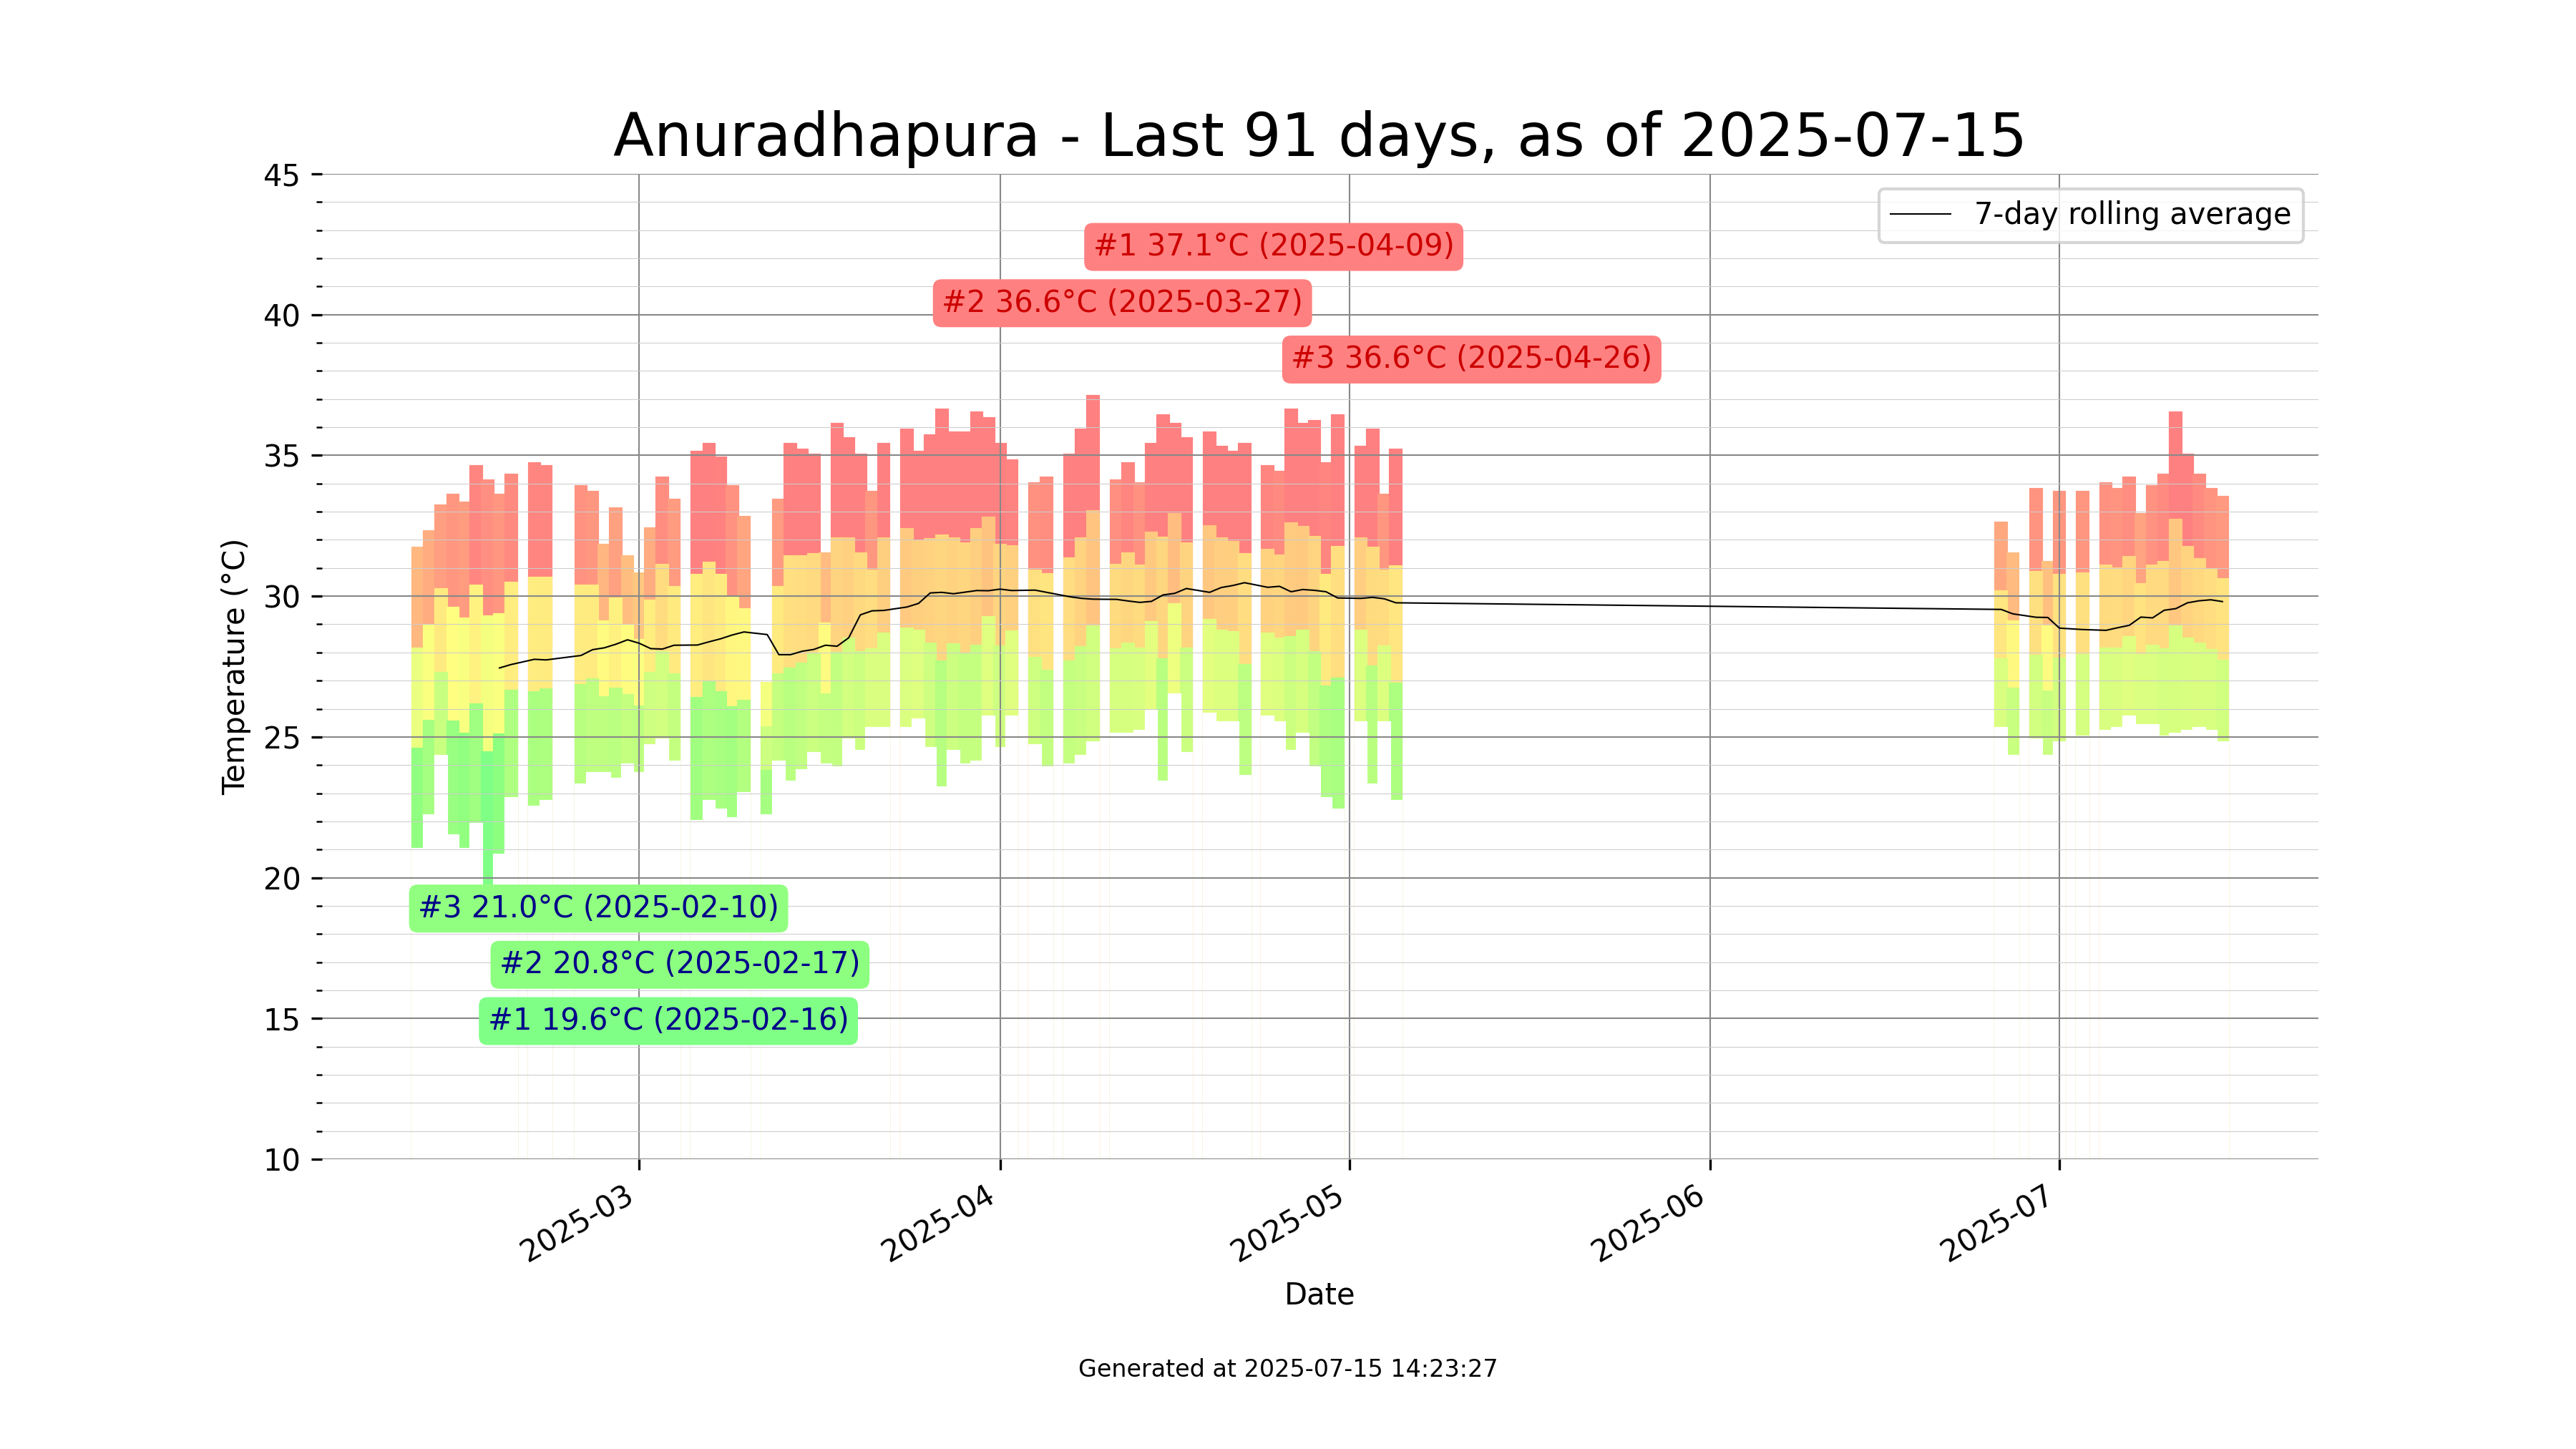 Anuradhapura - Last 91 days, as of 2025-07-15
7-day rolling average
#1 37.1°C (2025-04-09)
#2 36.6°C (2025-03-27)
#3 36.6°C (2025-04-26)
#3 21.0°C (2025-02-10)
#2 20.8°C (2025-02-17)
#1 19.6°C (2025-02-16)
Temperature (°C)
45
40
35
30
25
20
15
10
2025-03
2025-04
2025-05
2025-06
2025-07
Date
Generated at 2025-07-15 14:23:27